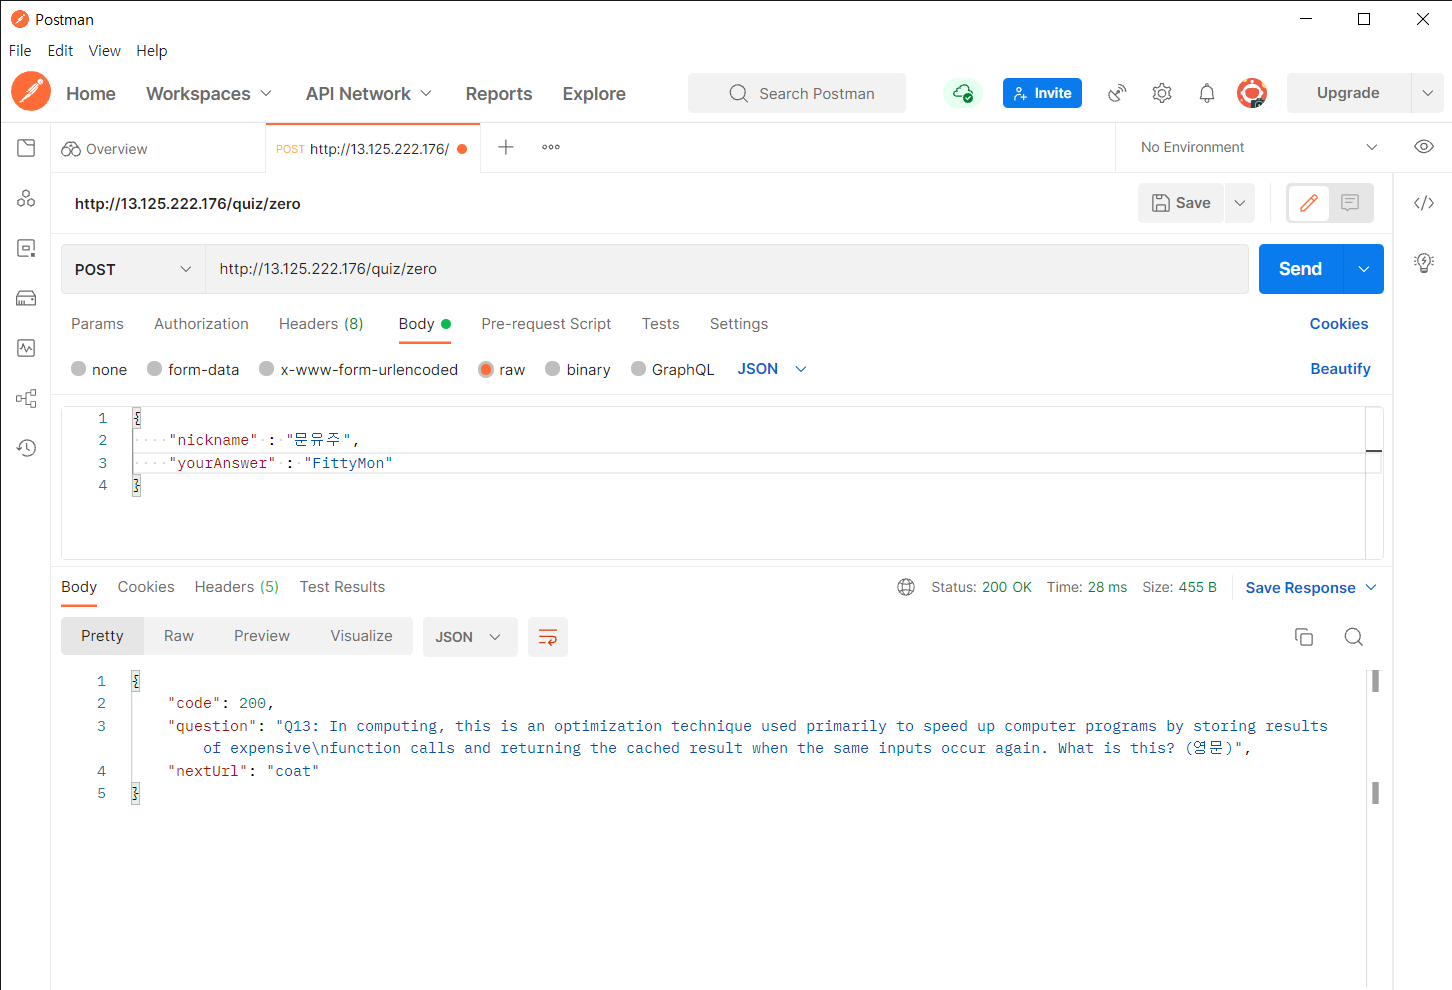 Postman
File Edit View Help
Home Workspaces API Network Reports Explore Search Postman Invite Upgrade
Overview POST http://13.125.222.176/ No Environment
http://13.125.222.176/quiz/zero Save
POST http://13.125.222.176/quiz/zero Send
Params Authorization Headers (8) Body Pre-request Script Tests Settings Cookies
none form-data x-www-form-urlencoded raw binary GraphQL JSON Beautify
1 {
2 "nickname" : "문유주",
3 "yourAnswer" : "FittyMon"
4 }
Body Cookies Headers (5) Test Results Status: 200 OK Time: 28 ms Size: 455 B Save Response
Pretty Raw Preview Visualize JSON
1 {
2 "code": 200,
3 "question": "Q13: In computing, this is an optimization technique used primarily to speed up computer programs by storing results
of expensive\nfunction calls and returning the cached result when the same inputs occur again. What is this? (영문)",
4 "nextUrl": "coat"
5 }